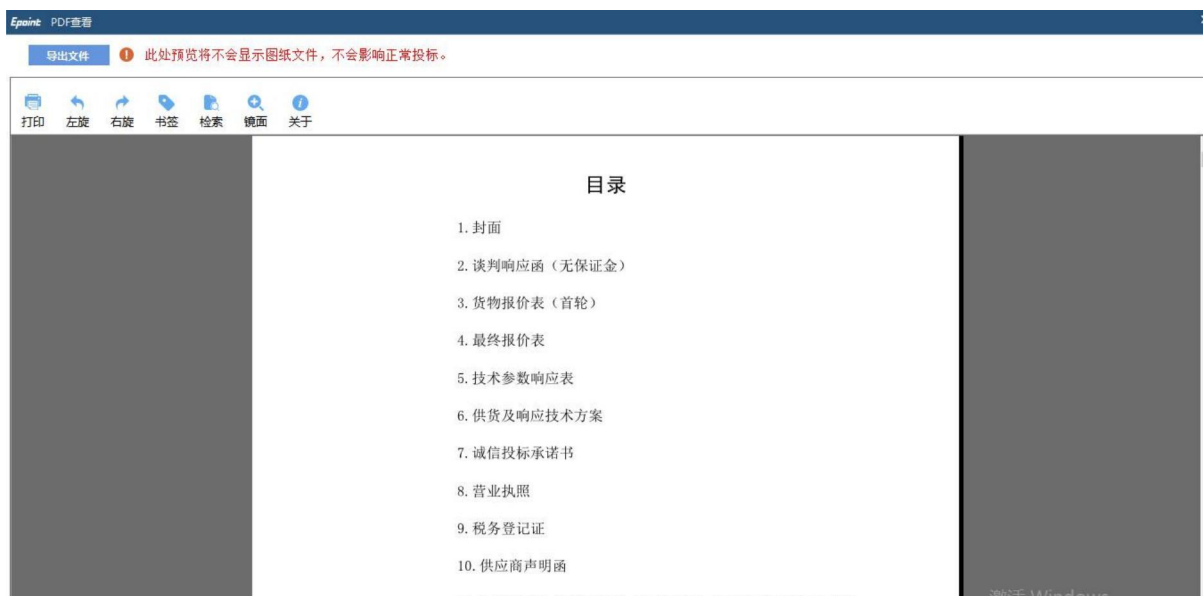 Epoint PDF查看
导出文件 此处预览将不会显示图纸文件，不会影响正常投标。
打印 左旋 右旋 书签 检索 镜面 关于
目录
1. 封面
2. 谈判响应函（无保证金）
3. 货物报价表（首轮）
4. 最终报价表
5. 技术参数响应表
6. 供货及响应技术方案
7. 诚信投标承诺书
8. 营业执照
9. 税务登记证
10. 供应商声明函
激活 Windows